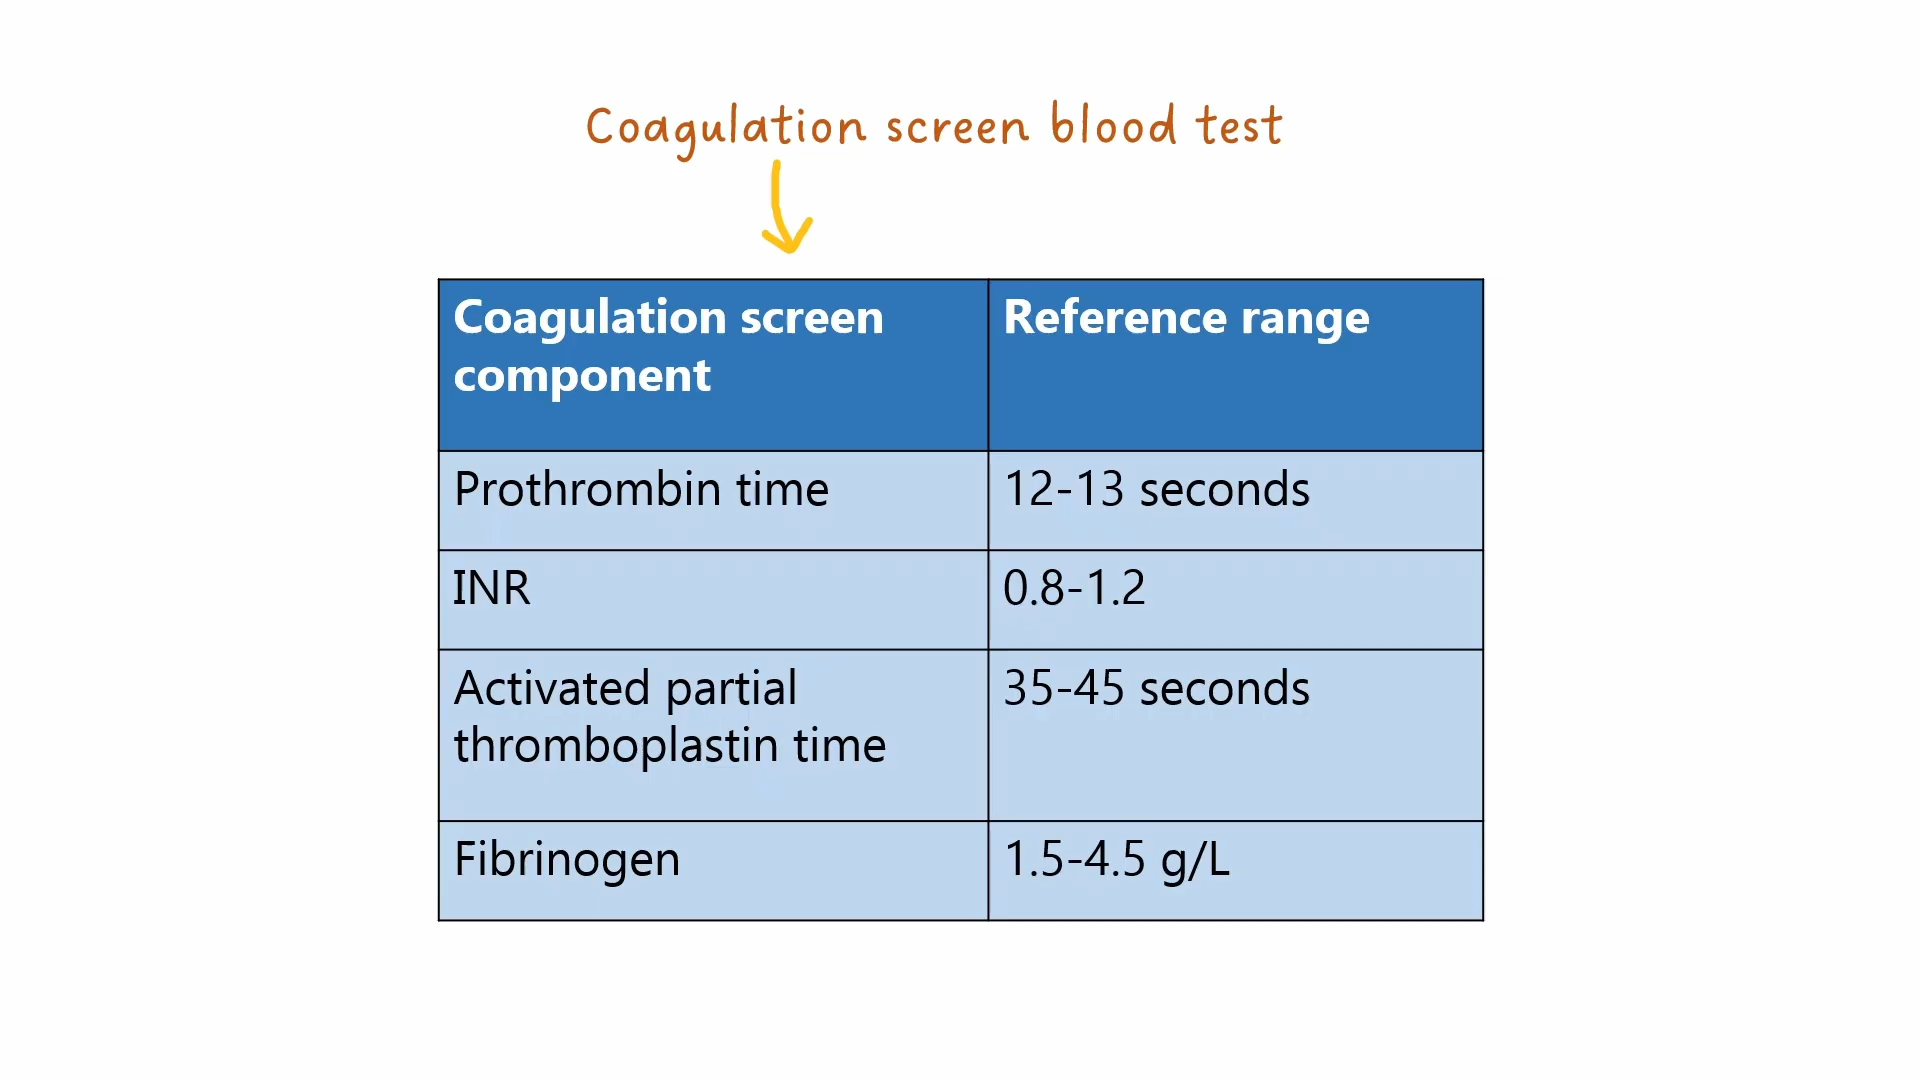 Coagulation screen blood test
Coagulation screen
component
Reference range
Prothrombin time
12-13 seconds
INR
0.8-1.2
Activated partial
thromboplastin time
35-45 seconds
Fibrinogen
1.5-4.5 g/L